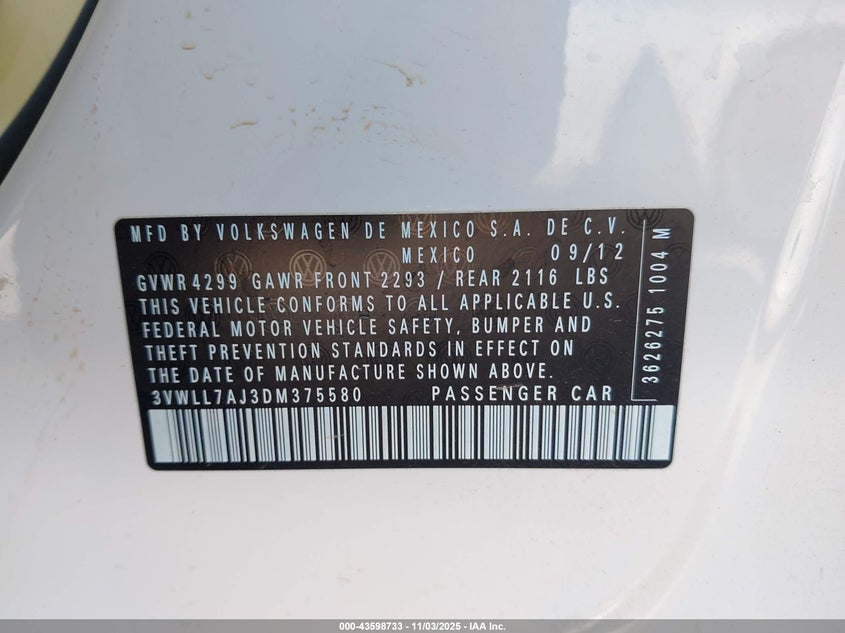 MFD BY VOLKSWAGEN DE MEXICO S.A. DE C.V.
MEXICO 09/12
GVWR 4299 GAWR FRONT 2293 / REAR 2116 LBS
THIS VEHICLE CONFORMS TO ALL APPLICABLE U.S.
FEDERAL MOTOR VEHICLE SAFETY, BUMPER AND
THEFT PREVENTION STANDARDS IN EFFECT ON
THE DATE OF MANUFACTURE SHOWN ABOVE.
3VWLL7AJ3DM375580 PASSENGER CAR
3626275 1004 M
000-43598733 - 11/03/2025 - IAA Inc.